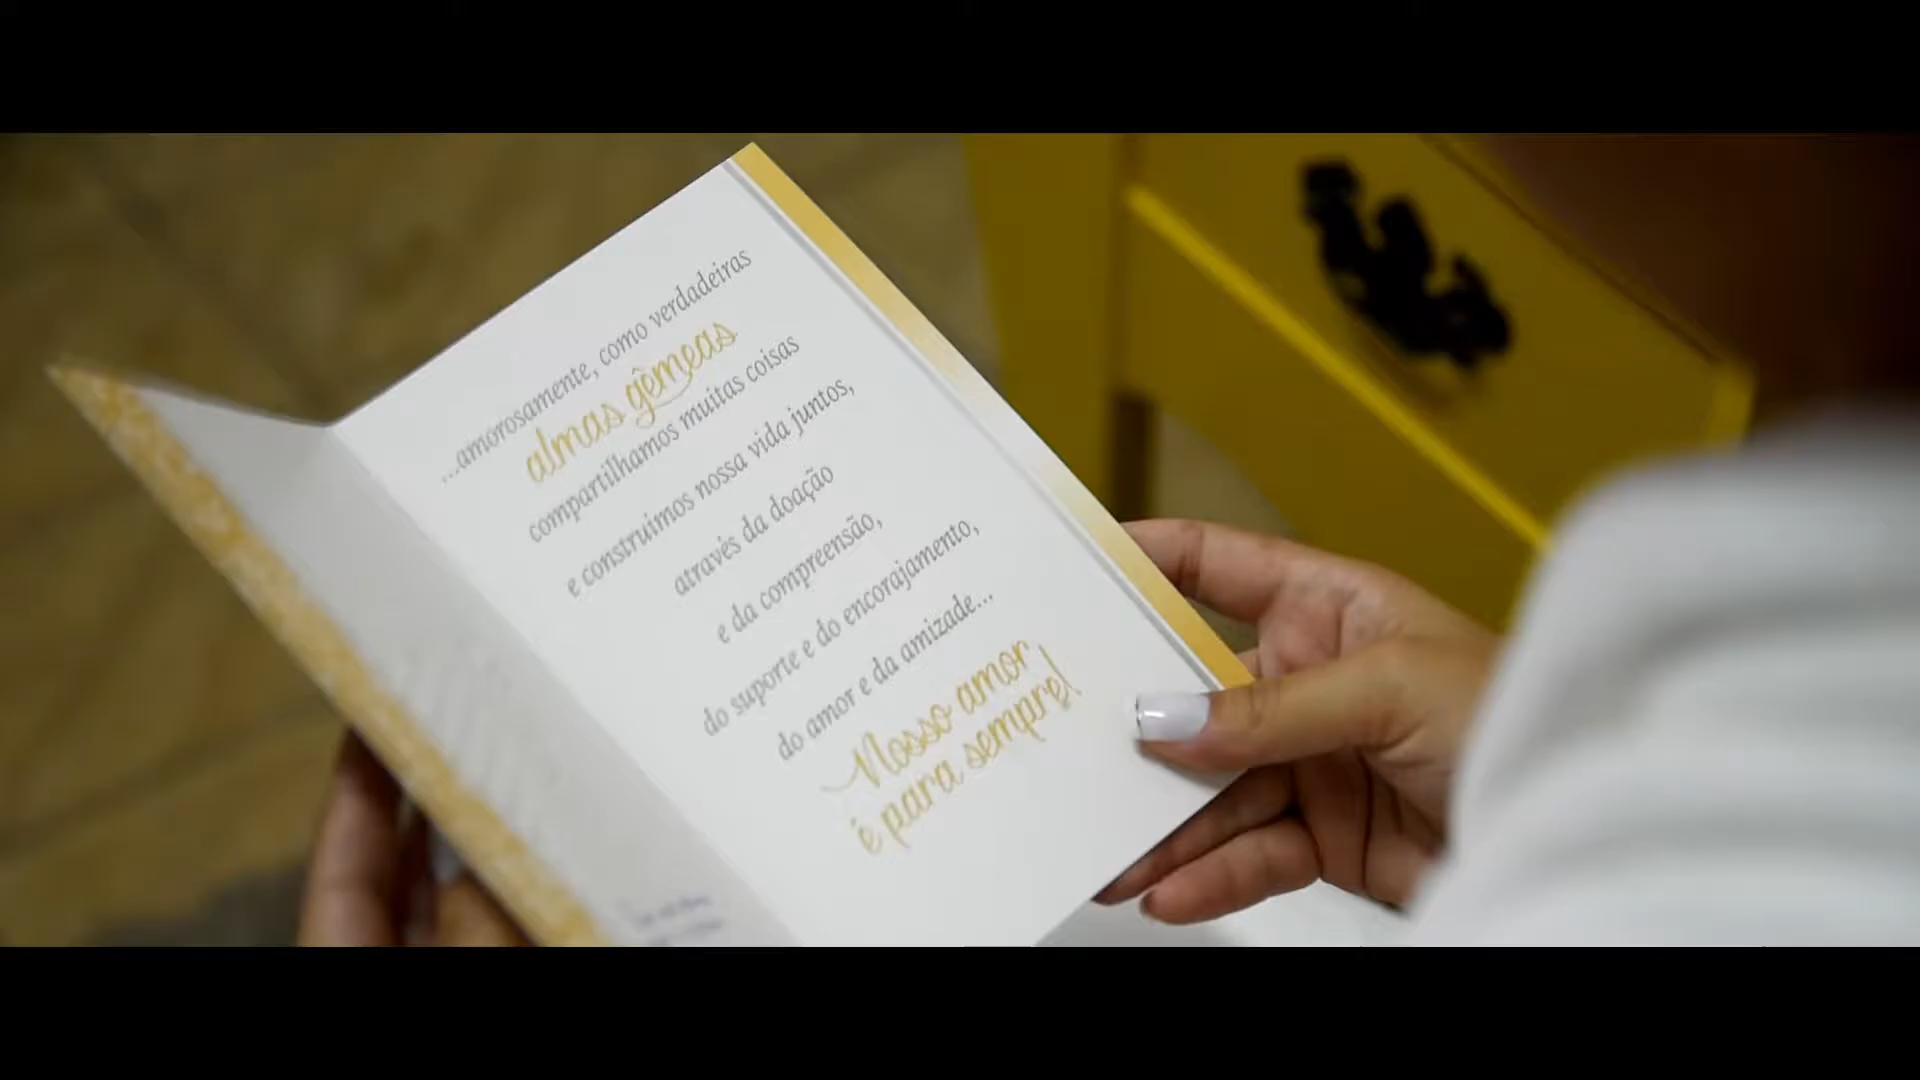 ...amorosamente, como verdadeiras
almas gêmeas
compartilhamos muitas coisas
e construímos nossa vida juntos,
através da doação
e da compreensão,
do suporte e do encorajamento,
do amor e da amizade...
Nosso amor
é para sempre!